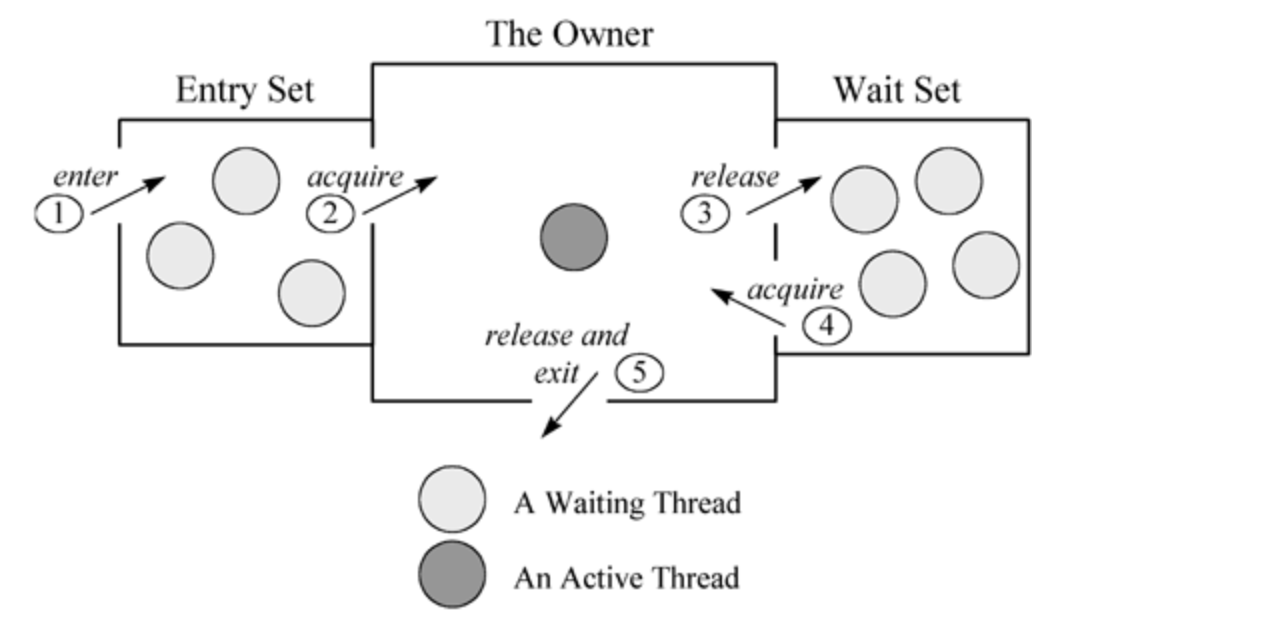 The Owner
Entry Set
Wait Set
enter
1
acquire
2
release
3
acquire
4
release and
exit
5
A Waiting Thread
An Active Thread